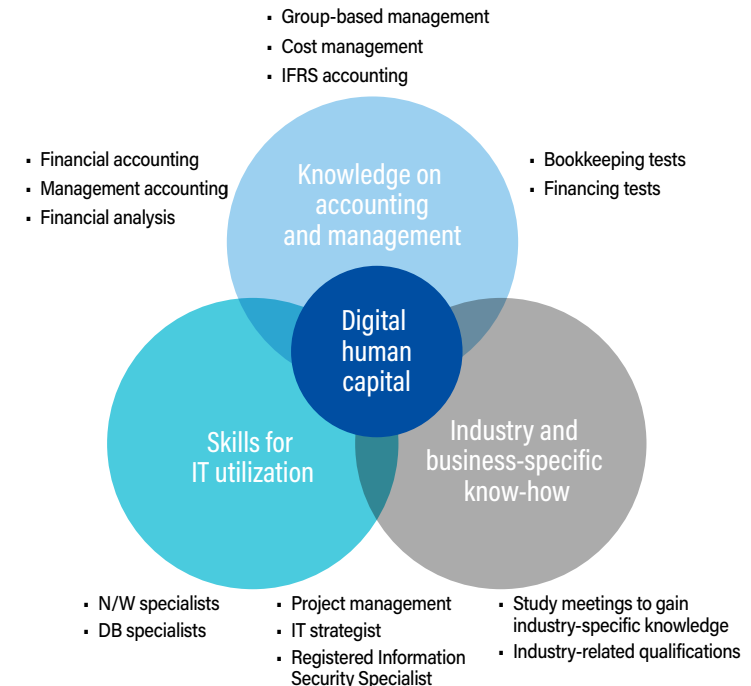 ▪ Group-based management
▪ Cost management
▪ IFRS accounting
▪ Financial accounting
▪ Management accounting
▪ Financial analysis
▪ Bookkeeping tests
▪ Financing tests
Knowledge on
accounting
and management
Digital
human
capital
Skills for
IT utilization
Industry and
business-specific
know-how
▪ N/W specialists
▪ DB specialists
▪ Project management
▪ IT strategist
▪ Registered Information
Security Specialist
▪ Study meetings to gain
industry-specific knowledge
▪ Industry-related qualifications